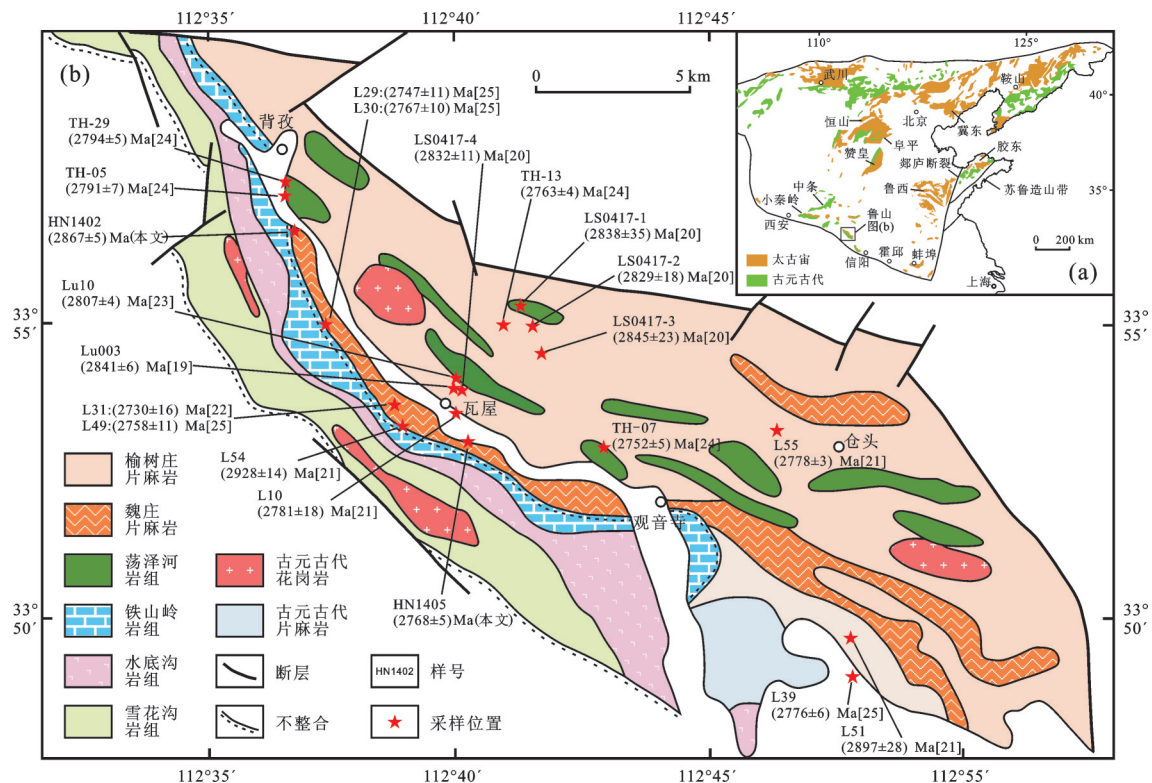 112°35′
112°40′
112°45′
(b)
0
5 km
TH-29
(2794±5) Ma[24]
TH-05
(2791±7) Ma[24]
HN1402
(2867±5) Ma(本文)
Lu10
(2807±4) Ma[23]
Lu003
(2841±6) Ma[19]
L31:(2730±16) Ma[22]
L49:(2758±11) Ma[25]
L54
(2928±14) Ma[21]
L10
(2781±18) Ma[21]
HN1405
(2768±5)Ma(本文)
L29:(2747±11)Ma[25]
L30:(2767±10)Ma[25]
LS0417-4
(2832±11) Ma[20]
TH-13
(2763±4) Ma[24]
LS0417-1
(2838±35) Ma[20]
LS0417-2
(2829±18) Ma[20]
LS0417-3
(2845±23) Ma[20]
TH-07
(2752±5) Ma[24]
L55
(2778±3) Ma[21]
L39
(2776±6) Ma[25]
L51
(2897±28) Ma[21]
背孜
瓦屋
观音寺
仓头
33°
55′
33°
50′
33°
55′
33°
50′
110°
125°
40°
35°
武川
鞍山
恒山
北京
冀东
阜平
赞皇
胶东
郯庐断裂
鲁西
苏鲁造山带
中条
小秦岭
西安
鲁山
图(b)
信阳
霍邱
蚌埠
上海
0 200 km
(a)
太古宙
古元古代
榆树庄
片麻岩
魏庄
片麻岩
荡泽河
岩组
铁山岭
岩组
水底沟
岩组
雪花沟
岩组
古元古代
花岗岩
古元古代
片麻岩
断层
不整合
HN1402
样号
采样位置
112°35′
112°40′
112°45′
112°55′